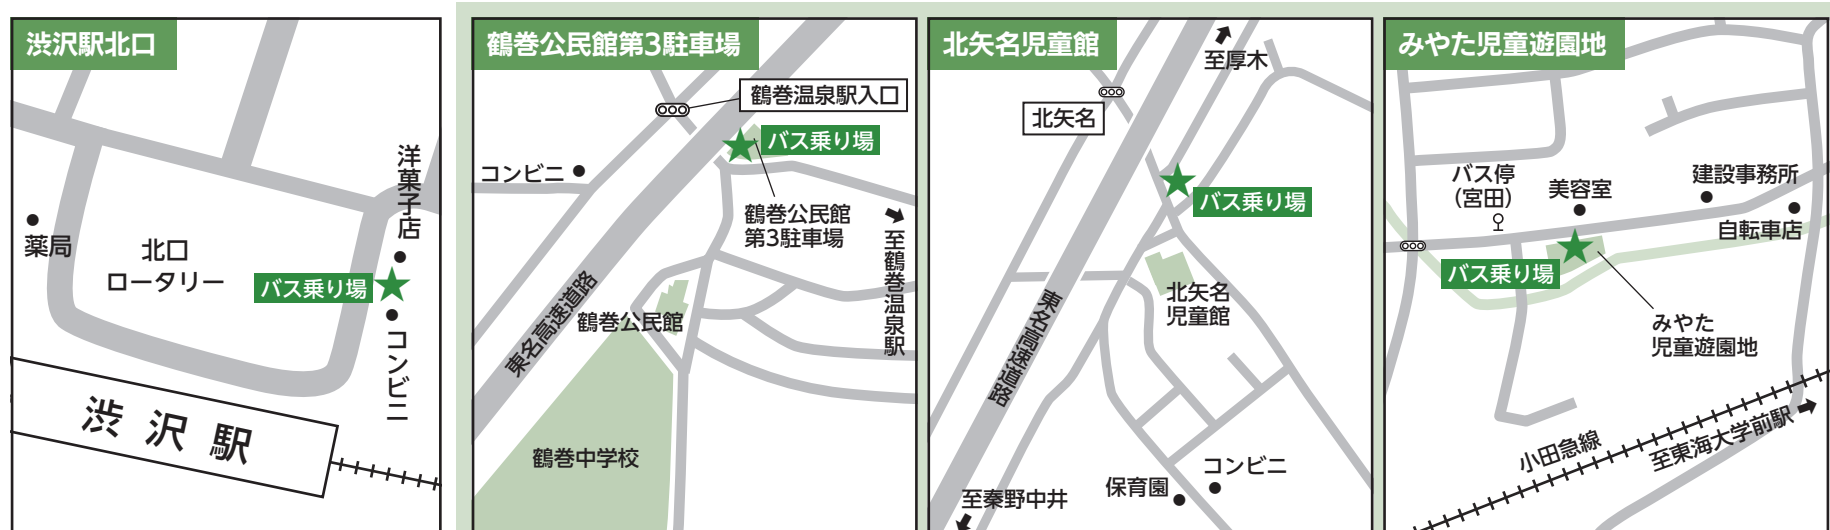 渋沢駅北口
洋菓子店
薬局
北口
ロータリー
バス乗り場
コンビニ
渋沢駅
鶴巻公民館第3駐車場
鶴巻温泉駅入口
バス乗り場
コンビニ
鶴巻公民館
第3駐車場
至鶴巻温泉駅
東名高速道路
鶴巻公民館
鶴巻中学校
北矢名児童館
至厚木
北矢名
バス乗り場
北矢名
児童館
東名高速道路
コンビニ
保育園
至秦野中井
みやた児童遊園地
バス停
(宮田)
美容室
建設事務所
自転車店
バス乗り場
みやた
児童遊園地
小田急線
至東海大学前駅